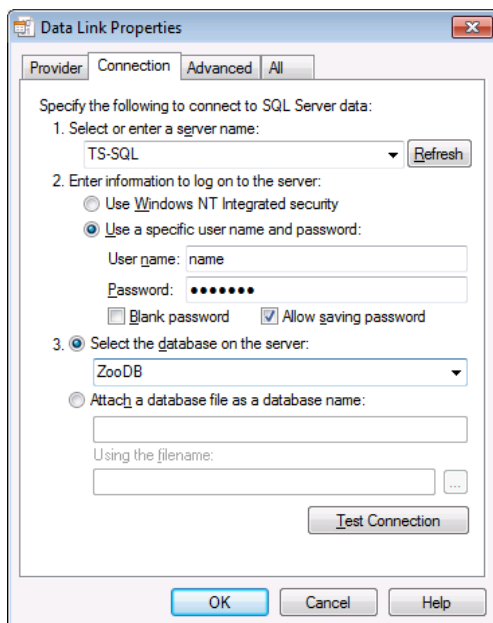 Data Link Properties
Provider Connection Advanced All
Specify the following to connect to SQL Server data:
1. Select or enter a server name:
TS-SQL Refresh
2. Enter information to log on to the server:
Use Windows NT Integrated security
Use a specific user name and password:
User name: name
Password: ●●●●●●●
Blank password Allow saving password
3. Select the database on the server:
ZooDB
Attach a database file as a database name:
Using the filename:
...
Test Connection
OK Cancel Help